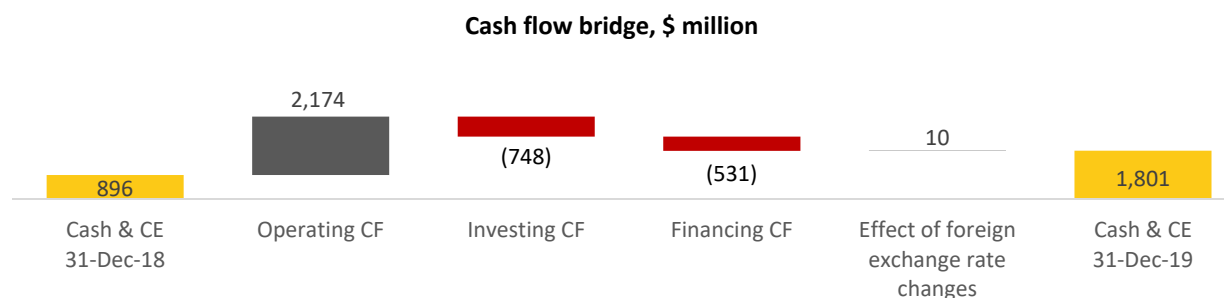 Cash flow bridge, $ million
2,174
10
(748)
(531)
896
1,801
Cash & CE
31-Dec-18
Operating CF
Investing CF
Financing CF
Effect of foreign
exchange rate
changes
Cash & CE
31-Dec-19